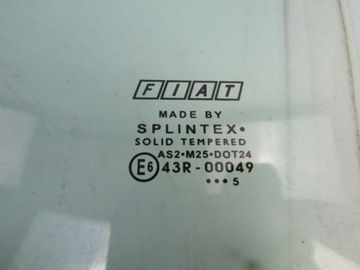 FIAT
MADE BY
SPLINTEX•
SOLID TEMPERED
AS2•M25•DOT24
E6 43R-00049
•••5